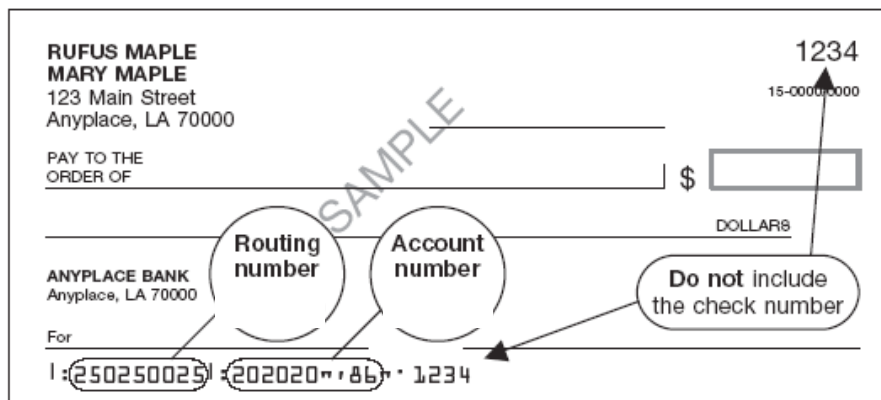 RUFUS MAPLE
MARY MAPLE
123 Main Street
Anyplace, LA 70000
1234
15-0000/0000
SAMPLE
PAY TO THE
ORDER OF
$
DOLLARS
Routing
number
Account
number
ANYPLACE BANK
Anyplace, LA 70000
Do not include
the check number
For
|:250250025|:202020"'86"' 1234